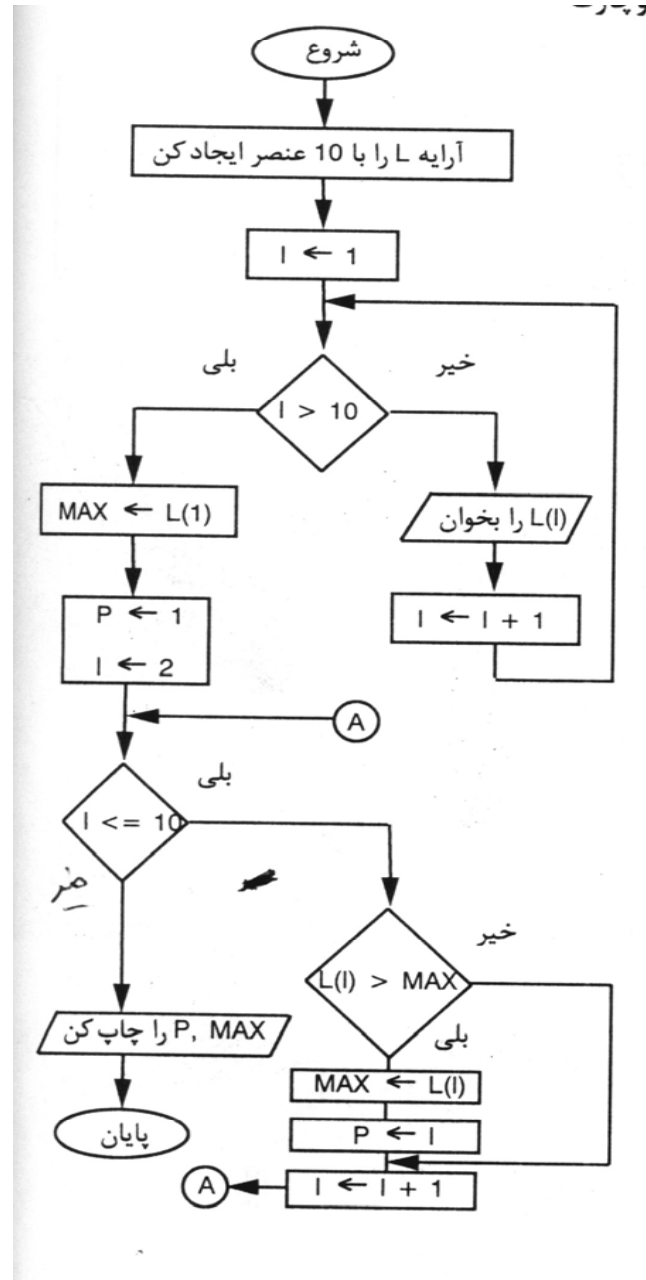 شروع
آرایه L را با 10 عنصر ایجاد کن
I ← 1
I > 10
بلی
خیر
MAX ← L(1)
L(I) را بخوان
P ← 1
I ← I + 1
I ← 2
A
بلی
I <= 10
خیر
L(I) > MAX
P, MAX را چاپ کن
بلی
MAX ← L(I)
پایان
P ← I
A
I ← I + 1